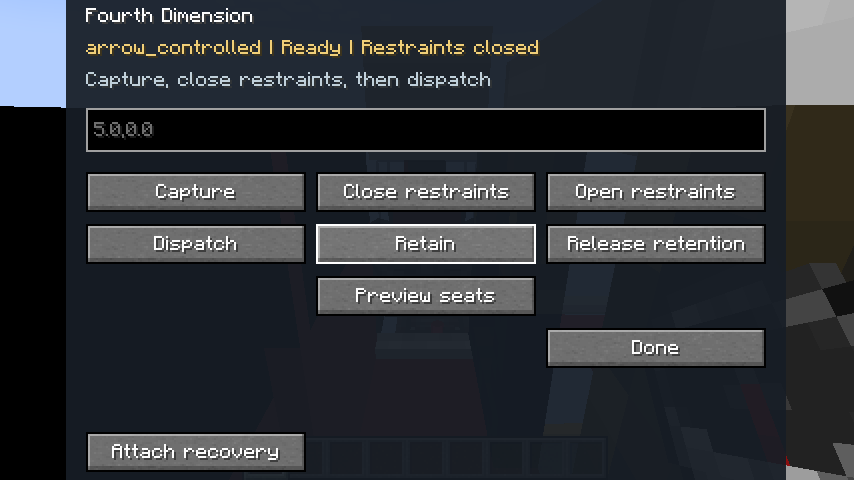 Fourth Dimension
arrow_controlled | Ready | Restraints closed
Capture, close restraints, then dispatch
5.0,0.0
Capture
Close restraints
Open restraints
Dispatch
Retain
Release retention
Preview seats
Done
Attach recovery